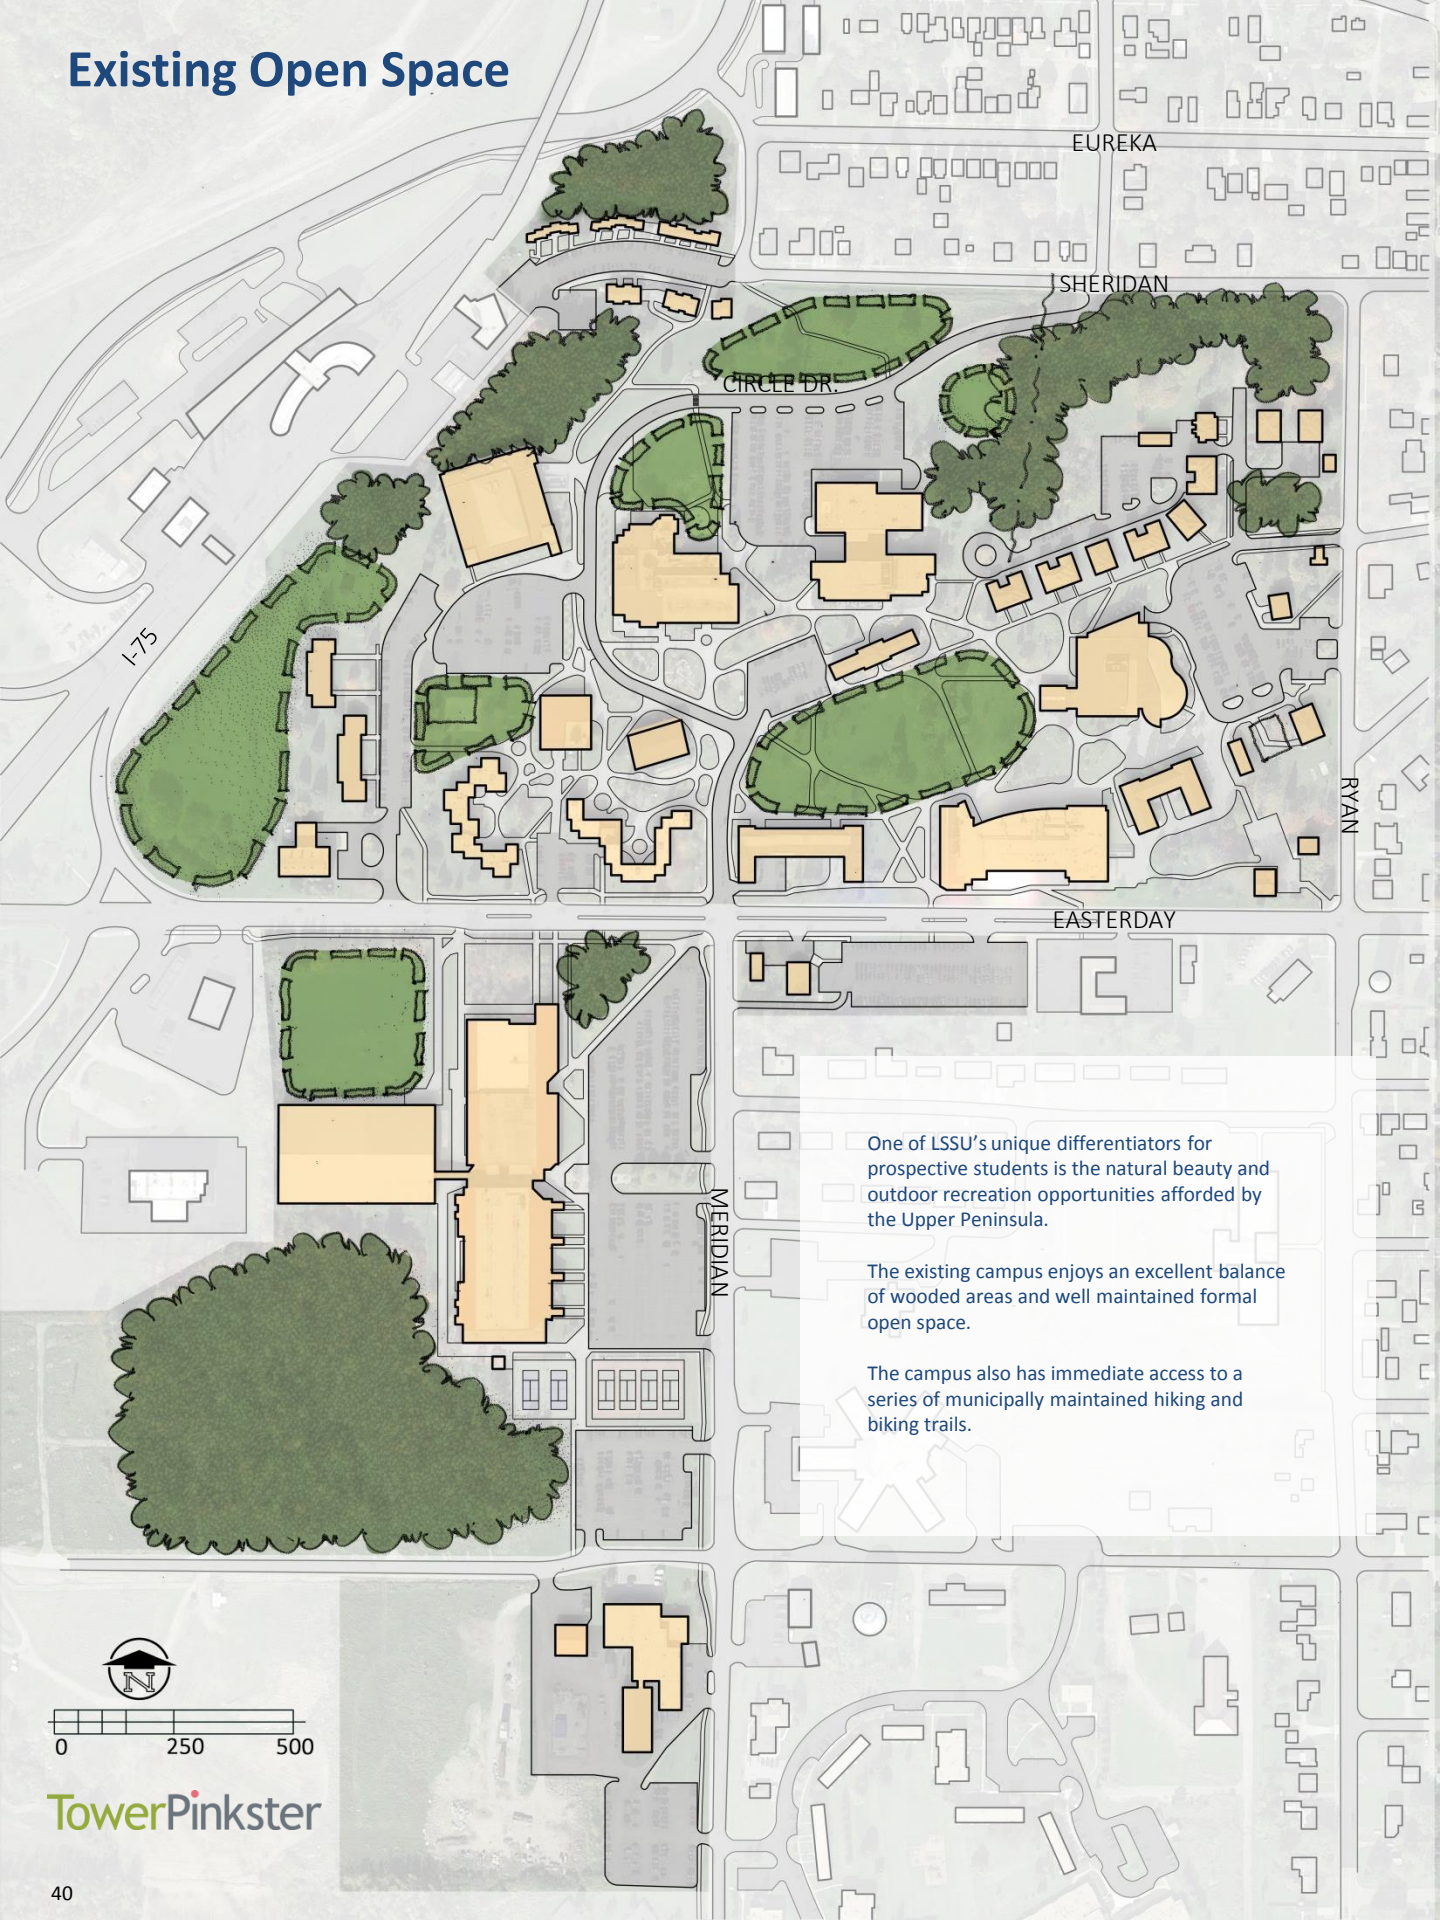 Existing Open Space
EUREKA
SHERIDAN
CIRCLE DR.
I-75
RYAN
EASTERDAY
One of LSSU's unique differentiators for
prospective students is the natural beauty and
outdoor recreation opportunities afforded by
the Upper Peninsula.
MERIDIAN
The existing campus enjoys an excellent balance
of wooded areas and well maintained formal
open space.
The campus also has immediate access to a
series of municipally maintained hiking and
biking trails.
N
0 250 500
TowerPinkster
40